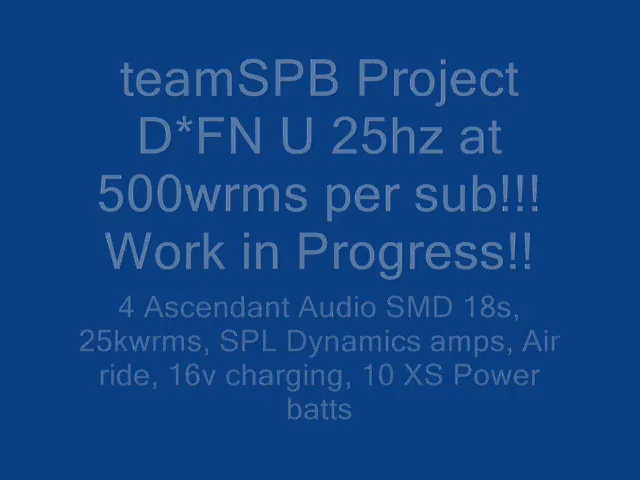 teamSPB Project
D*FN U 25hz at
500wrms per sub!!!
Work in Progress!!
4 Ascendant Audio SMD 18s,
25kwrms, SPL Dynamics amps, Air
ride, 16v charging, 10 XS Power
batts